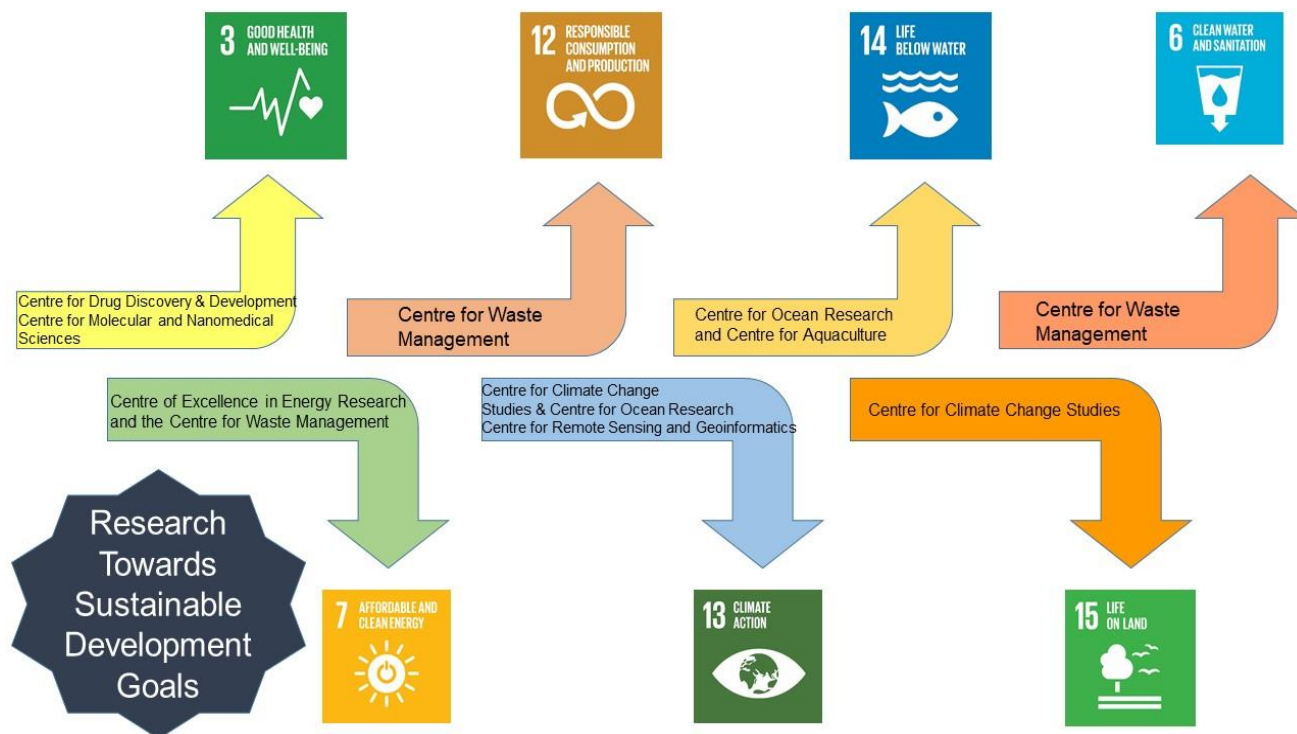 3 GOOD HEALTH
AND WELL-BEING
12 RESPONSIBLE
CONSUMPTION
AND PRODUCTION
14 LIFE
BELOW WATER
6 CLEAN WATER
AND SANITATION
Centre for Drug Discovery & Development
Centre for Molecular and Nanomedical
Sciences
Centre for Waste
Management
Centre for Ocean Research
and Centre for Aquaculture
Centre for Waste
Management
Centre of Excellence in Energy Research
and the Centre for Waste Management
Centre for Climate Change
Studies & Centre for Ocean Research
Centre for Remote Sensing and Geoinformatics
Centre for Climate Change Studies
Research
Towards
Sustainable
Development
Goals
7 AFFORDABLE AND
CLEAN ENERGY
13 CLIMATE
ACTION
15 LIFE
ON LAND